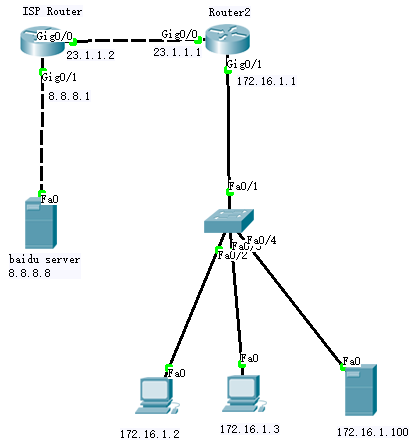 ISP Router
Router2
Gig0/0
Gig0/0
23.1.1.2
23.1.1.1
Gig0/1
Gig0/1
8.8.8.1
172.16.1.1
Fa0
Fa0/1
Fa0/4
Fa0/3
Fa0/2
baidu server
8.8.8.8
Fa0
Fa0
Fa0
172.16.1.2
172.16.1.3
172.16.1.100